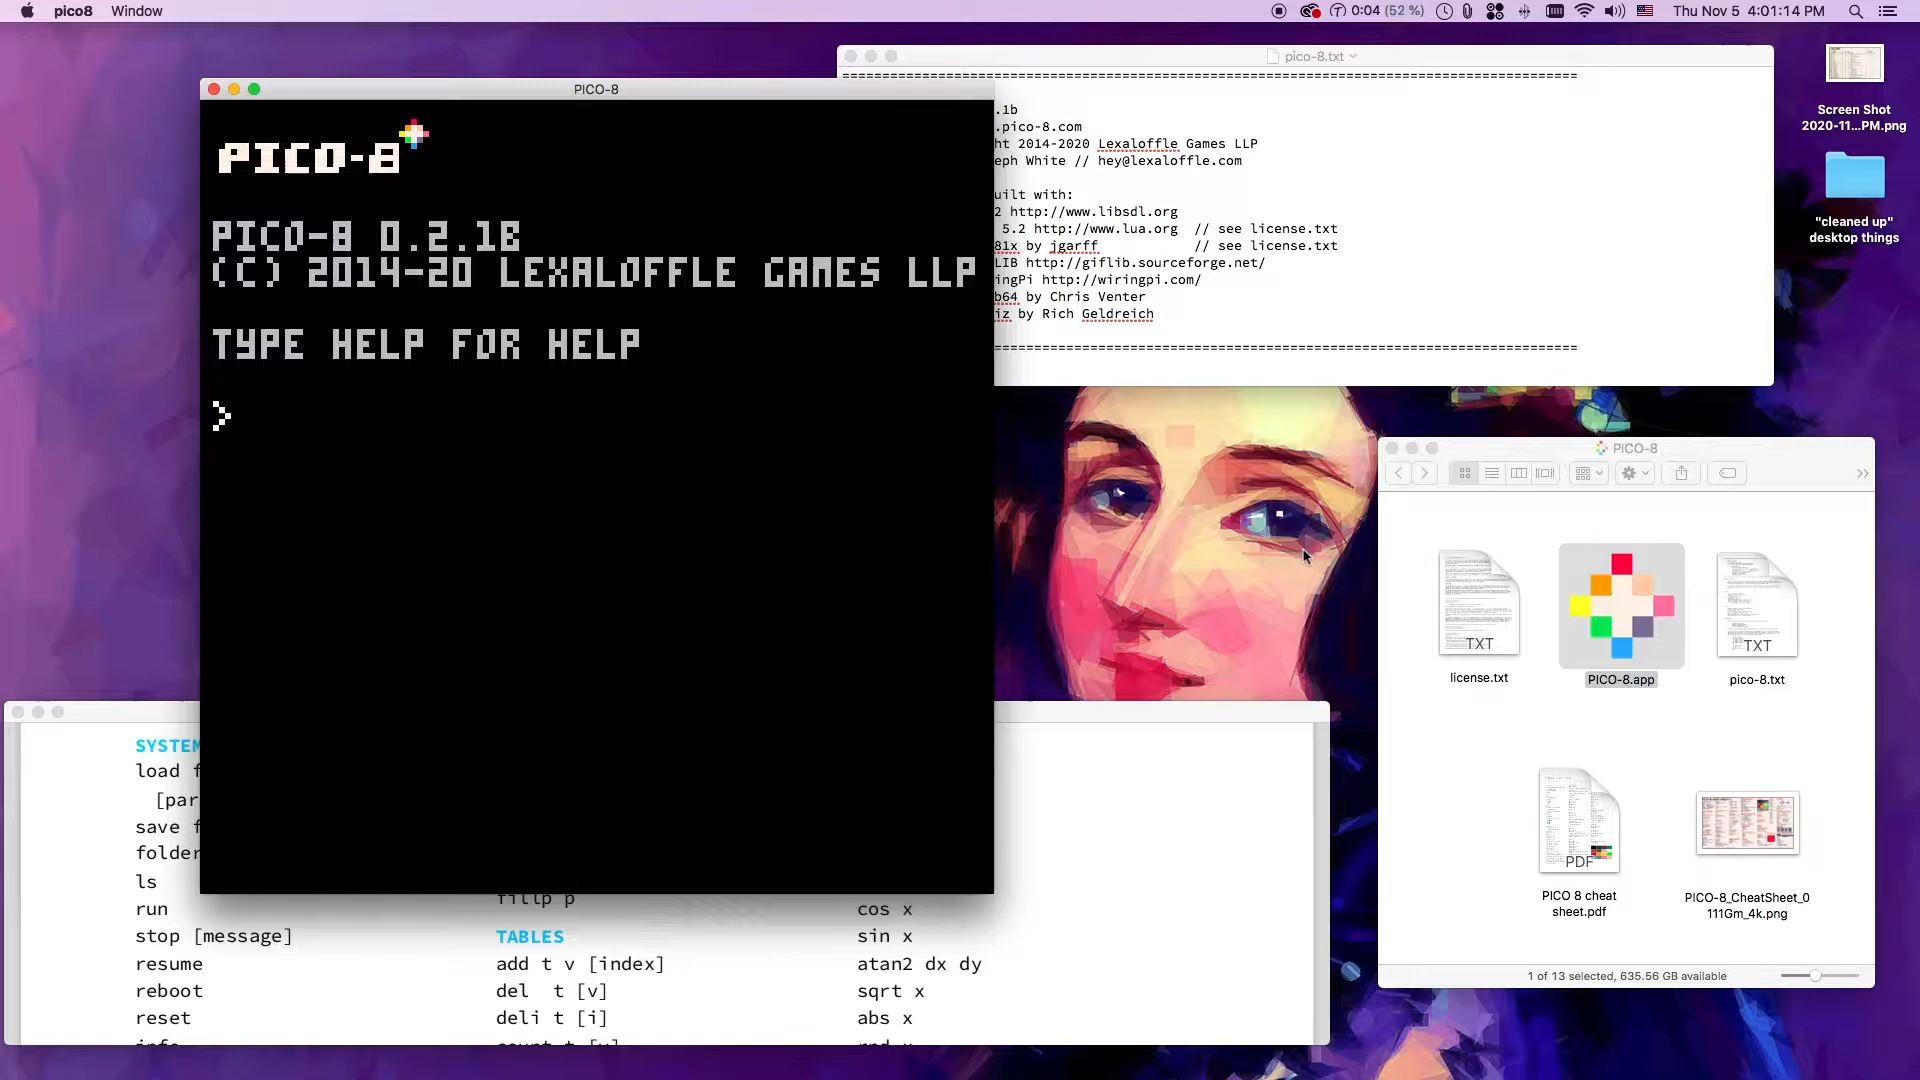 pico8 Window
0:04 (52 %) Thu Nov 5 4:01:14 PM
PICO-8
PICO-8
PICO-8 0.2.1B
(C) 2014-20 LEXALOFFLE GAMES LLP
TYPE HELP FOR HELP
>
pico-8.txt
================================================================
.1b
.pico-8.com
ht 2014-2020 Lexaloffle Games LLP
eph White // hey@lexaloffle.com
uilt with:
2 http://www.libsdl.org
5.2 http://www.lua.org // see license.txt
81x by jgarff // see license.txt
LIB http://giflib.sourceforge.net/
ingPi http://wiringpi.com/
b64 by Chris Venter
iz by Rich Geldreich
================================================================
Screen Shot
2020-11...PM.png
"cleaned up"
desktop things
PICO-8
TXT
license.txt
PICO-8.app
TXT
pico-8.txt
PDF
PICO 8 cheat
sheet.pdf
PICO-8_CheatSheet_0
111Gm_4k.png
1 of 13 selected, 635.56 GB available
SYSTEM
load f
[par
save f
folder
ls
run
stop [message]
resume
reboot
reset
info
fillp p
TABLES
add t v [index]
del t [v]
deli t [i]
count t [v]
cos x
sin x
atan2 dx dy
sqrt x
abs x
rnd x